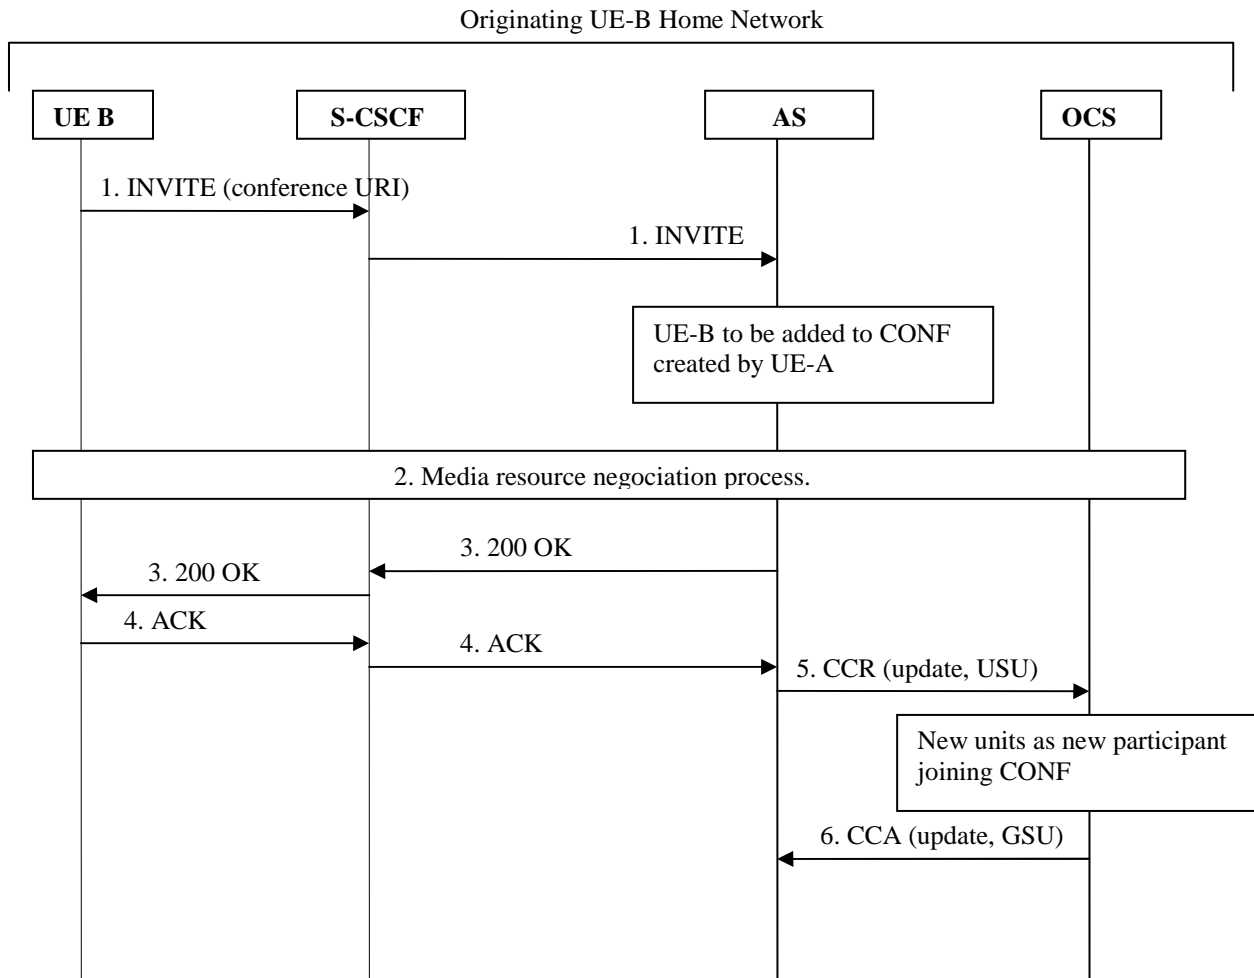 Originating UE-B Home Network
UE B
S-CSCF
AS
OCS
1. INVITE (conference URI)
1. INVITE
UE-B to be added to CONF
created by UE-A
2. Media resource negociation process.
3. 200 OK
3. 200 OK
4. ACK
4. ACK
5. CCR (update, USU)
New units as new participant
joining CONF
6. CCA (update, GSU)